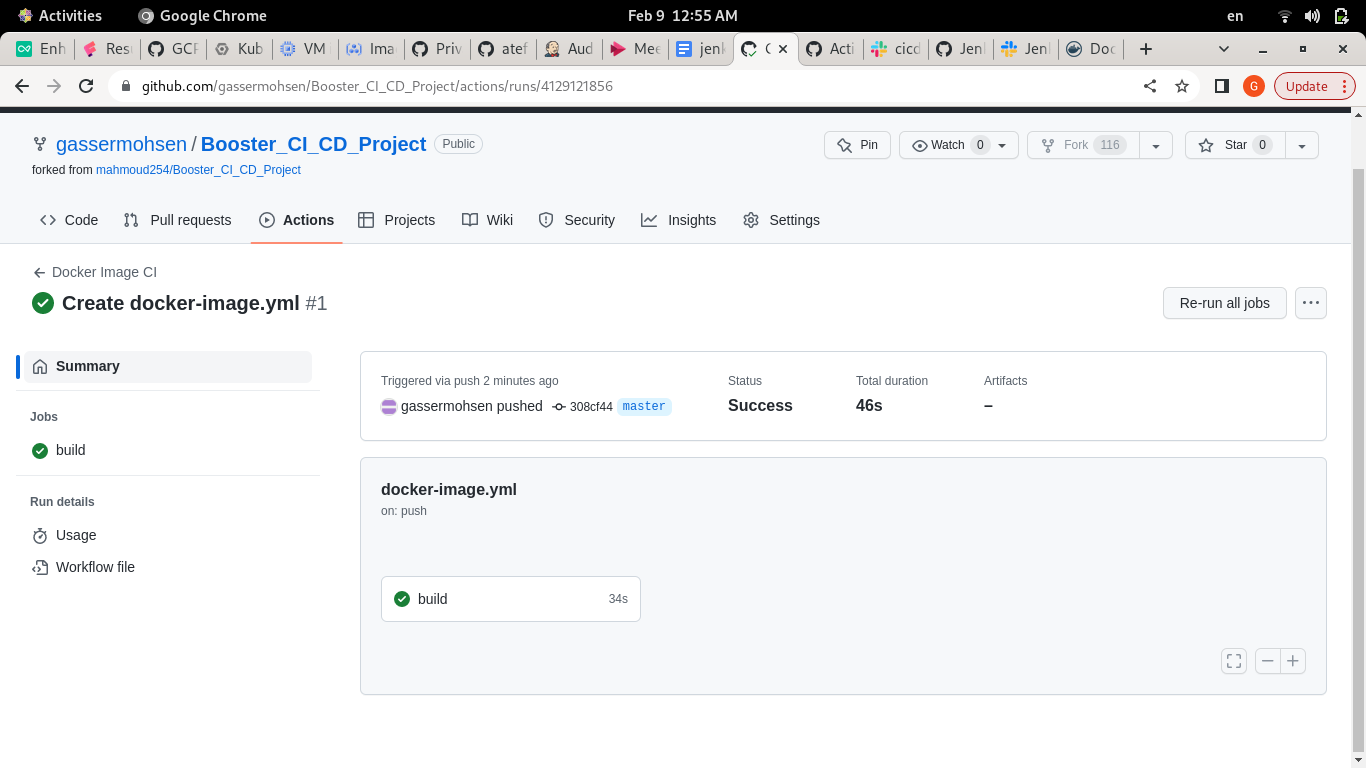 Activities Google Chrome Feb 9 12:55 AM en
Enh Res GCP Kub VM Ima Priv atef Aud Mee jenk Acti cicd Jenl Jenl Doc
github.com/gassermohsen/Booster_CI_CD_Project/actions/runs/4129121856 G Update
gassermohsen / Booster_CI_CD_Project Public Pin Watch 0 Fork 116 Star 0
forked from mahmoud254/Booster_CI_CD_Project
Code Pull requests Actions Projects Wiki Security Insights Settings
Docker Image CI
Create docker-image.yml #1 Re-run all jobs
Summary
Jobs
build
Run details
Usage
Workflow file
Triggered via push 2 minutes ago Status Total duration Artifacts
gassermohsen pushed 308cf44 master Success 46s –
docker-image.yml
on: push
build 34s